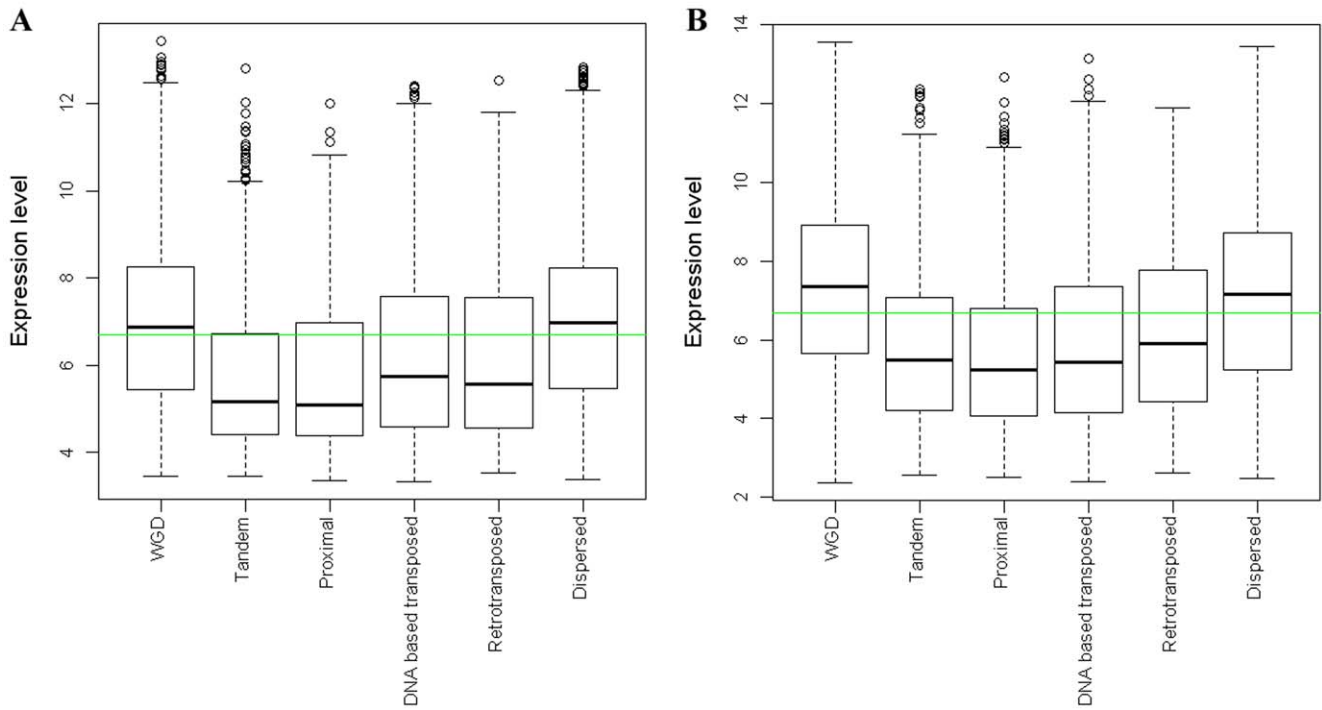 A
Expression level
12
10
8
6
4
WGD
Tandem
Proximal
DNA based transposed
Retrotransposed
Dispersed
B
Expression level
14
12
10
8
6
4
2
WGD
Tandem
Proximal
DNA based transposed
Retrotransposed
Dispersed